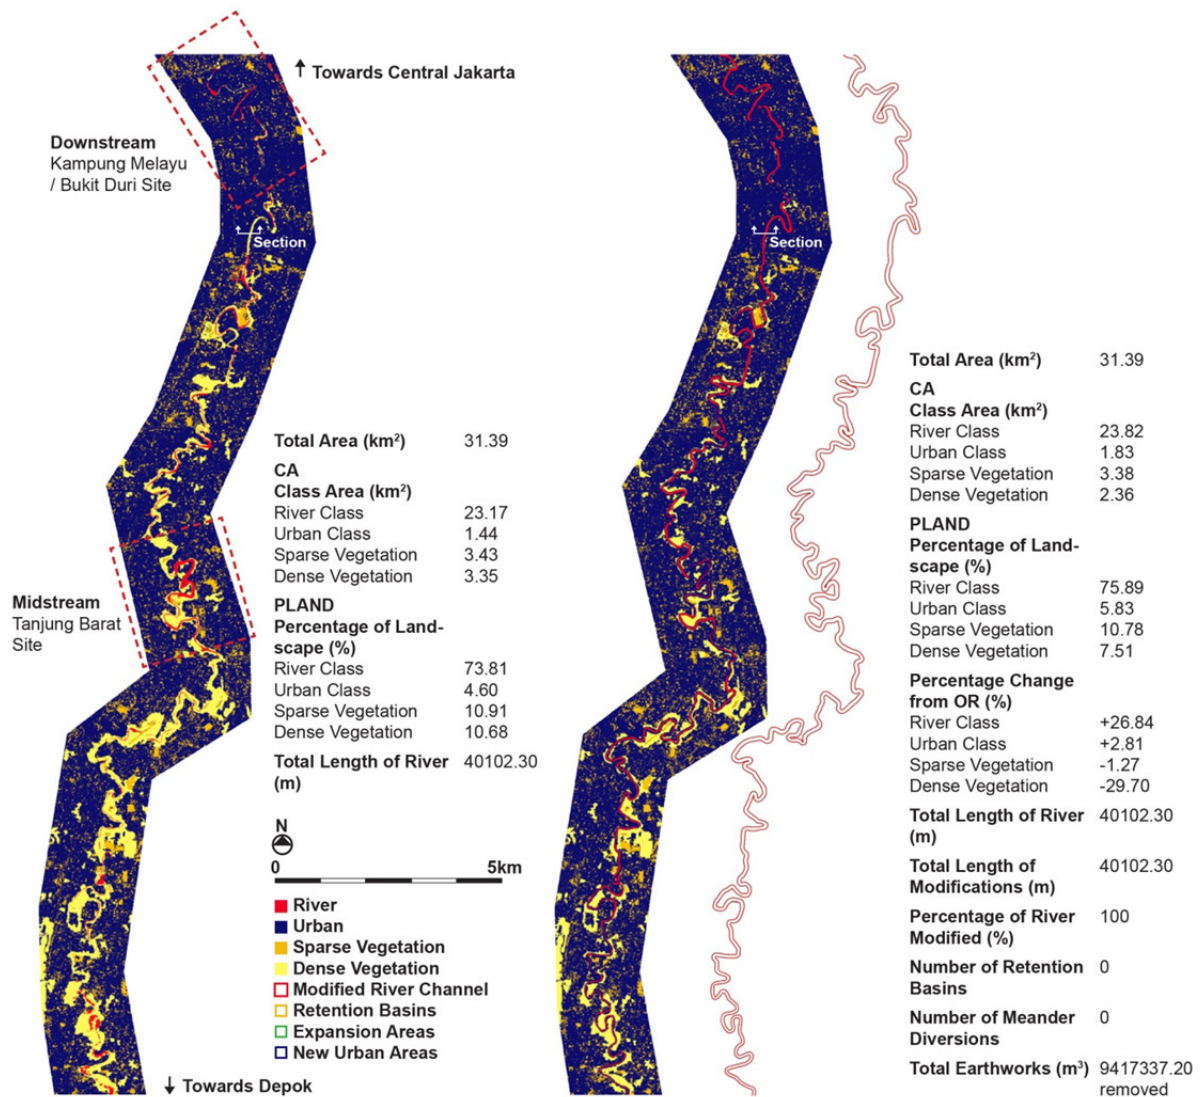 ↑ Towards Central Jakarta
Downstream
Kampung Melayu
/ Bukit Duri Site
Section
Midstream
Tanjung Barat
Site
Total Area (km²) 31.39
CA
Class Area (km²)
River Class 23.17
Urban Class 1.44
Sparse Vegetation 3.43
Dense Vegetation 3.35
PLAND
Percentage of Land-
scape (%)
River Class 73.81
Urban Class 4.60
Sparse Vegetation 10.91
Dense Vegetation 10.68
Total Length of River 40102.30
(m)
N
0 5km
River
Urban
Sparse Vegetation
Dense Vegetation
Modified River Channel
Retention Basins
Expansion Areas
New Urban Areas
↓ Towards Depok
Section
Total Area (km²) 31.39
CA
Class Area (km²)
River Class 23.82
Urban Class 1.83
Sparse Vegetation 3.38
Dense Vegetation 2.36
PLAND
Percentage of Land-
scape (%)
River Class 75.89
Urban Class 5.83
Sparse Vegetation 10.78
Dense Vegetation 7.51
Percentage Change
from OR (%)
River Class +26.84
Urban Class +2.81
Sparse Vegetation -1.27
Dense Vegetation -29.70
Total Length of River 40102.30
(m)
Total Length of 40102.30
Modifications (m)
Percentage of River 100
Modified (%)
Number of Retention 0
Basins
Number of Meander 0
Diversions
Total Earthworks (m³) 9417337.20
removed